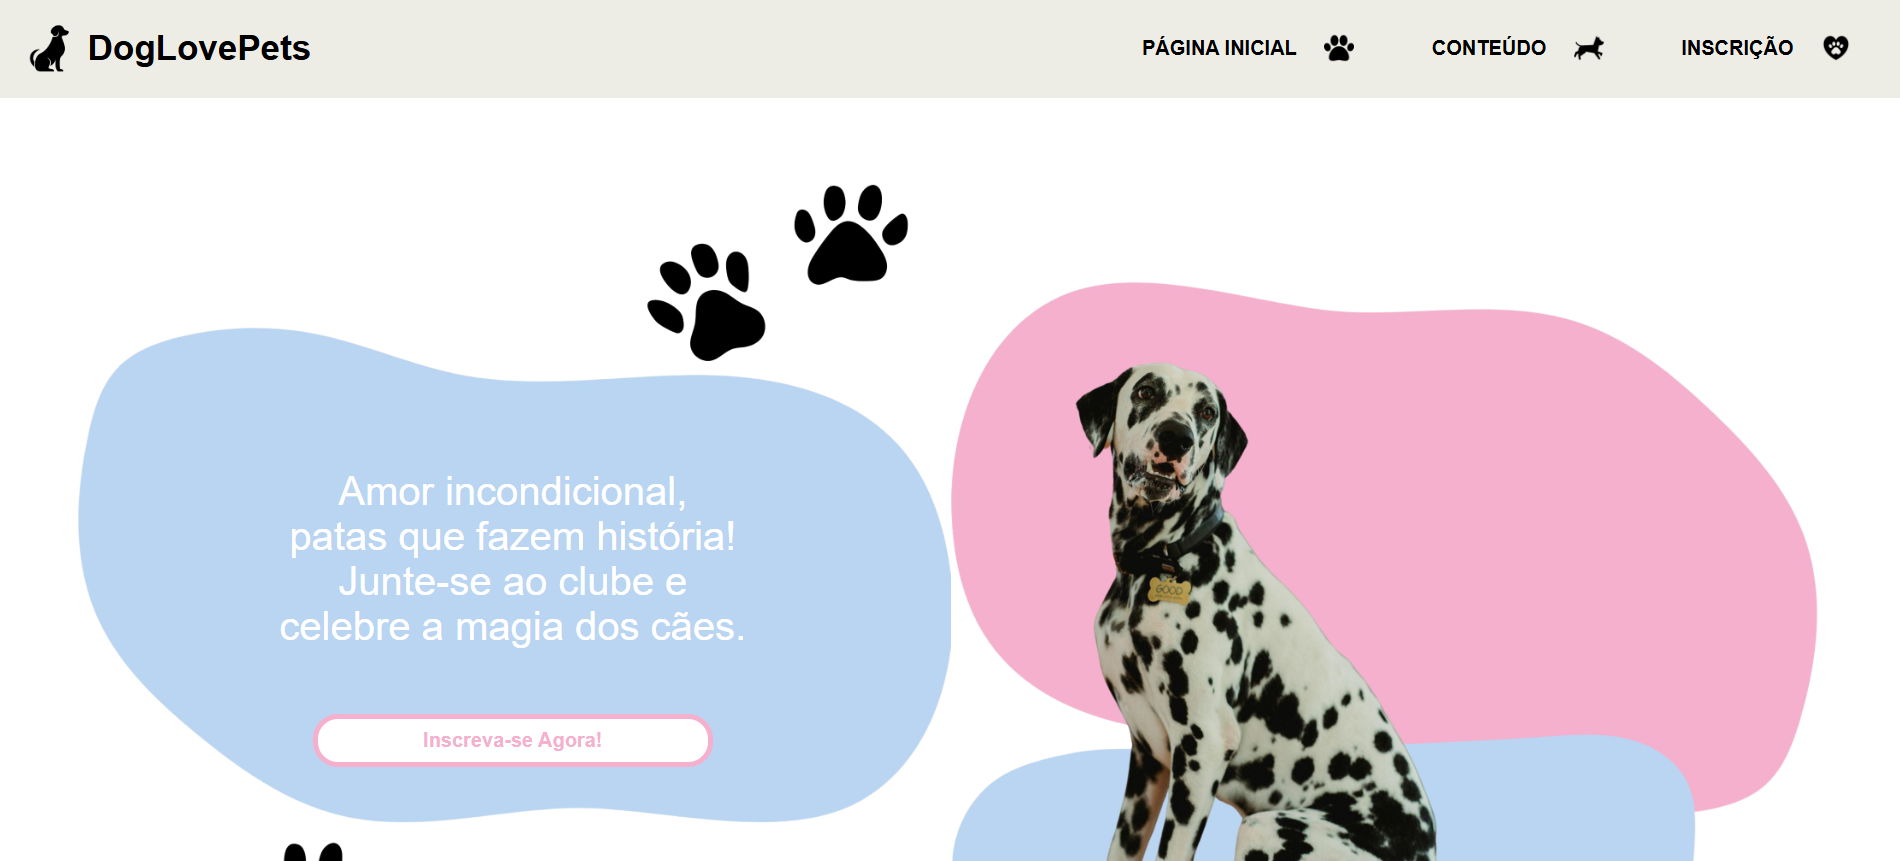 DogLovePets
PÁGINA INICIAL
CONTEÚDO
INSCRIÇÃO
Amor incondicional,
patas que fazem história!
Junte-se ao clube e
celebre a magia dos cães.
Inscreva-se Agora!
GOOD